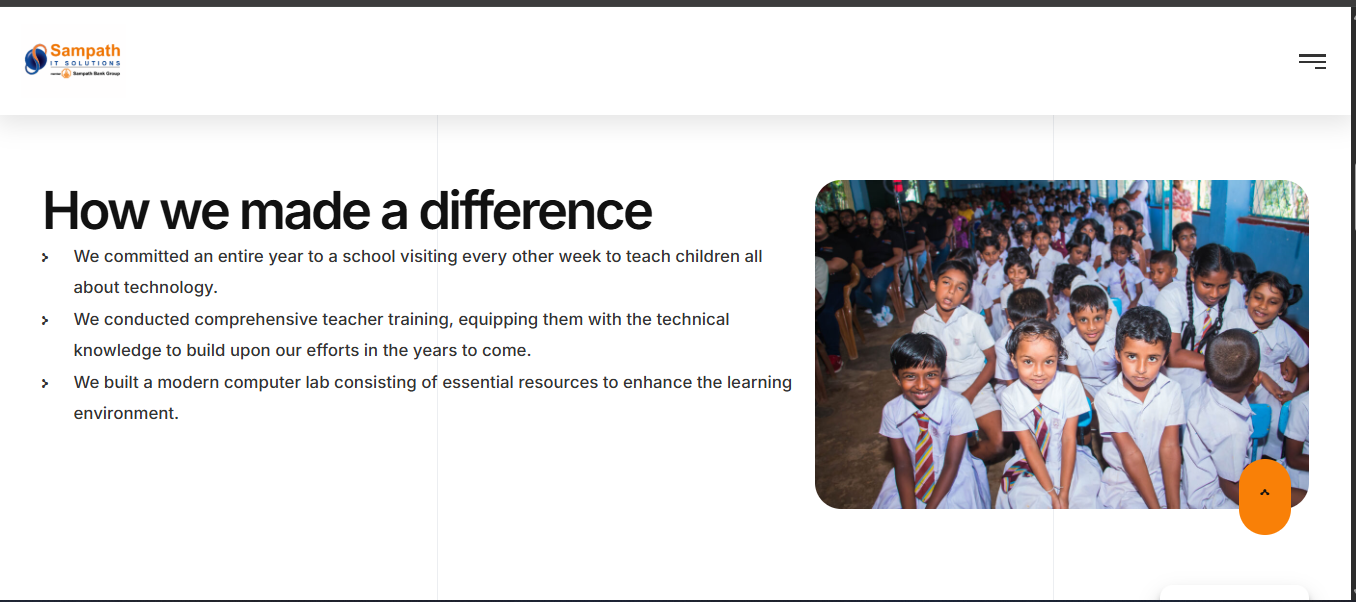 Sampath
IT SOLUTIONS
Sampath Bank Group
How we made a difference
We committed an entire year to a school visiting every other week to teach children all
about technology.
We conducted comprehensive teacher training, equipping them with the technical
knowledge to build upon our efforts in the years to come.
We built a modern computer lab consisting of essential resources to enhance the learning
environment.